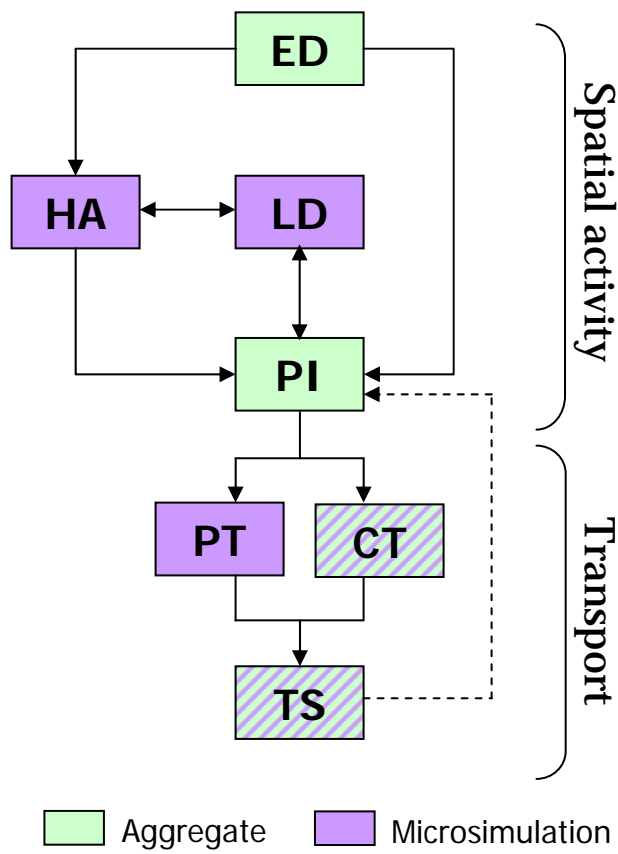 ED
HA
LD
PI
PT
CT
TS
Spatial activity
Transport
Aggregate
Microsimulation